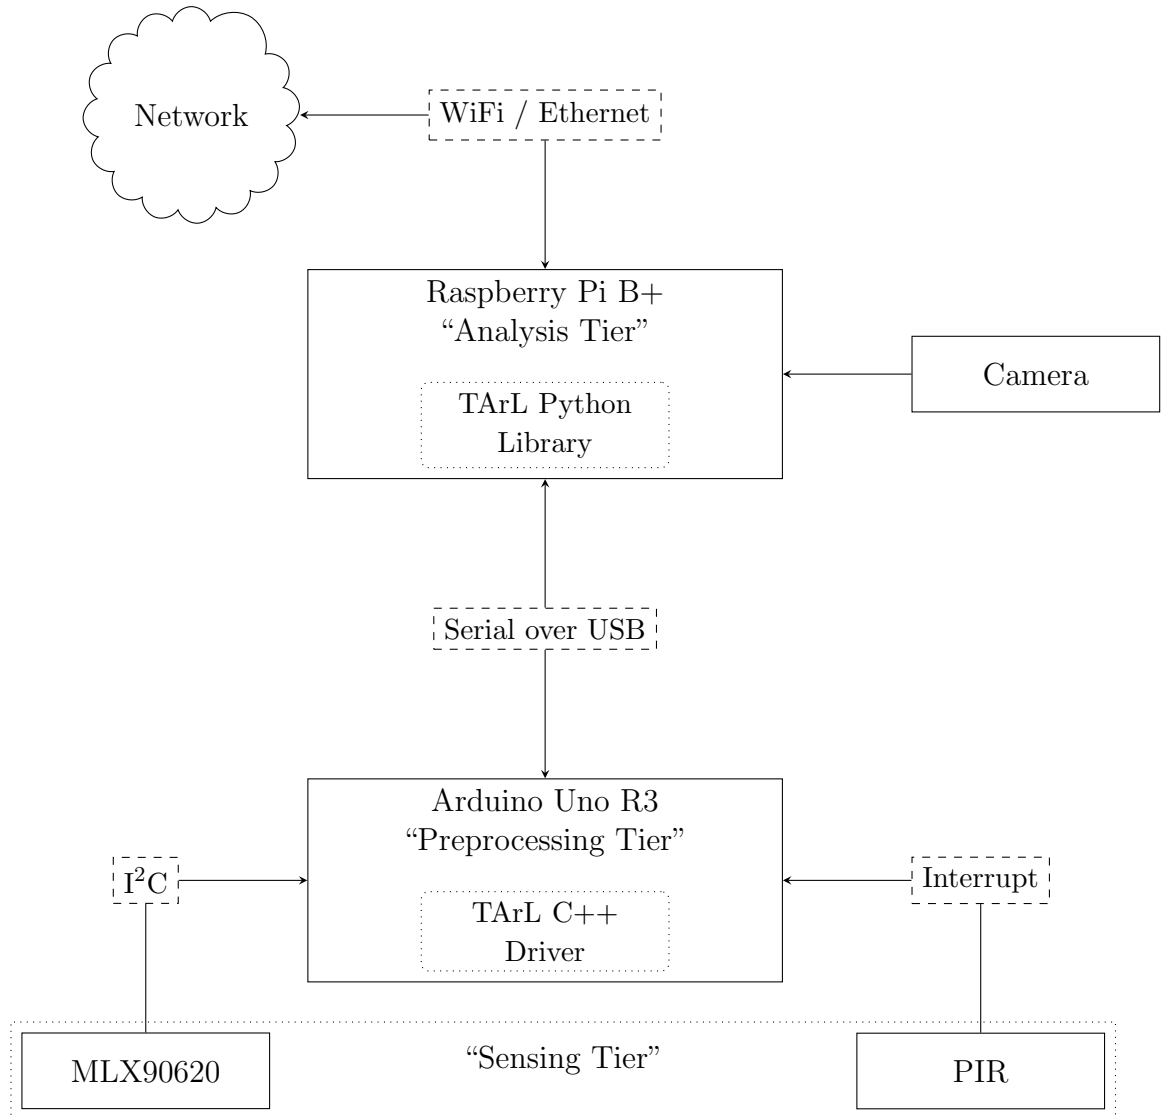 Network
WiFi / Ethernet
Raspberry Pi B+
“Analysis Tier”
TArL Python
Library
Camera
Serial over USB
Arduino Uno R3
“Preprocessing Tier”
I²C
Interrupt
TArL C++
Driver
MLX90620
“Sensing Tier”
PIR